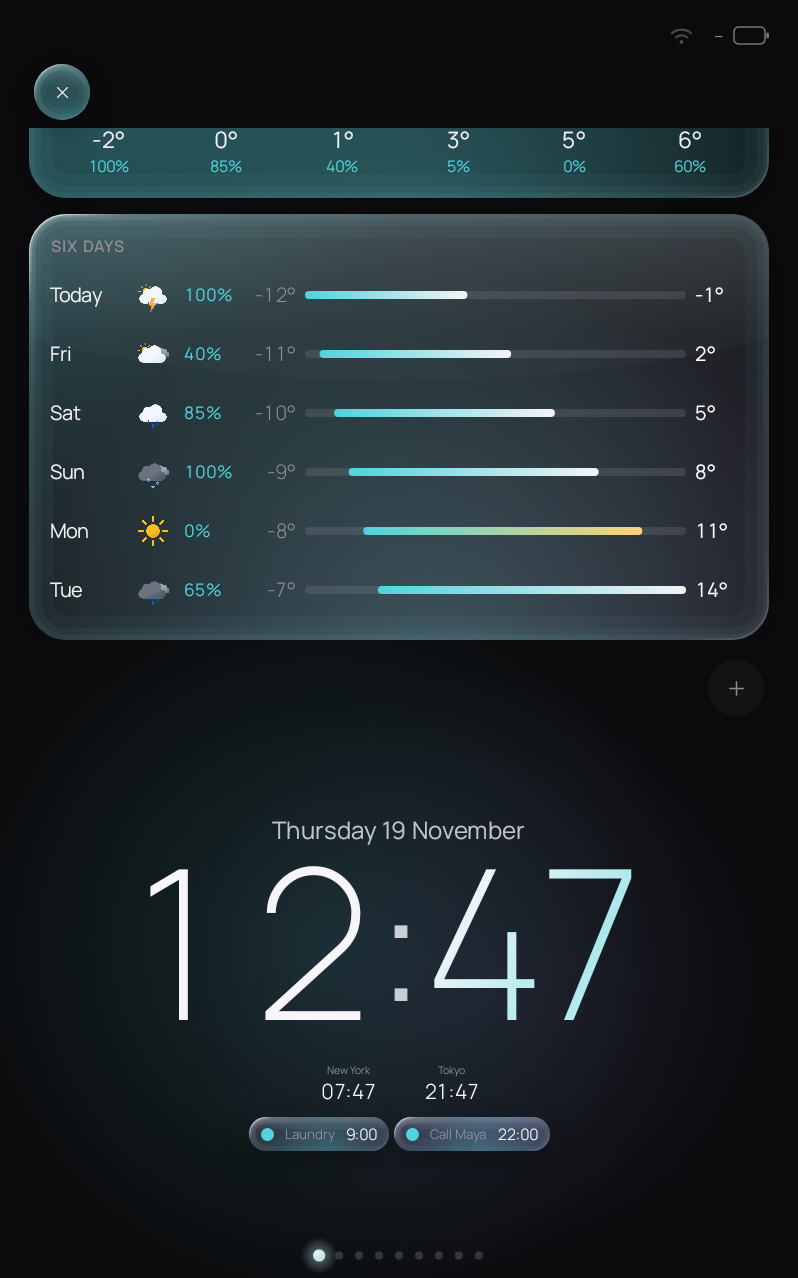 –
-2° 0° 1° 3° 5° 6°
100% 85% 40% 5% 0% 60%
SIX DAYS
Today 100% -12° -1°
Fri 40% -11° 2°
Sat 85% -10° 5°
Sun 100% -9° 8°
Mon 0% -8° 11°
Tue 65% -7° 14°
Thursday 19 November
12:47
New York Tokyo
07:47 21:47
Laundry 9:00 Call Maya 22:00